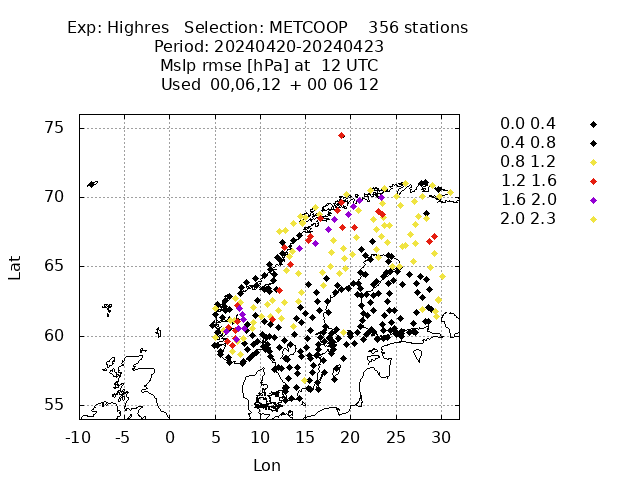 Exp: Highres   Selection: METCOOP    356 stations
Period: 20240420-20240423
Mslp rmse [hPa] at  12 UTC
Used  00,06,12  + 00 06 12
0.0 0.4
0.4 0.8
0.8 1.2
1.2 1.6
1.6 2.0
2.0 2.3
75
70
65
60
55
Lat
-10 -5 0 5 10 15 20 25 30
Lon